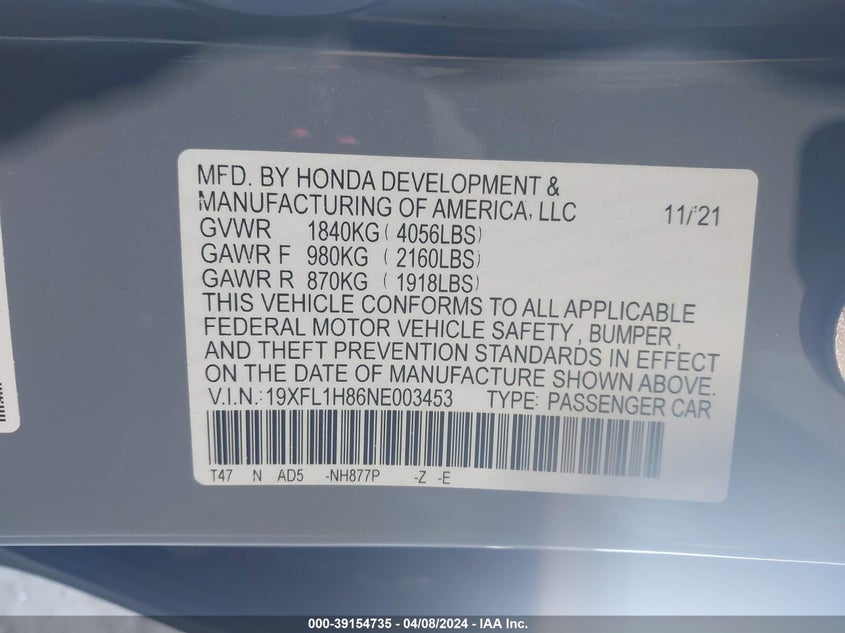 MFD. BY HONDA DEVELOPMENT &
MANUFACTURING OF AMERICA, LLC 11/21
GVWR 1840KG ( 4056LBS)
GAWR F 980KG ( 2160LBS)
GAWR R 870KG ( 1918LBS)
THIS VEHICLE CONFORMS TO ALL APPLICABLE
FEDERAL MOTOR VEHICLE SAFETY, BUMPER,
AND THEFT PREVENTION STANDARDS IN EFFECT
ON THE DATE OF MANUFACTURE SHOWN ABOVE.
V.I.N.: 19XFL1H86NE003453 TYPE: PASSENGER CAR
T47 N AD5 -NH877P -Z -E
000-39154735 - 04/08/2024 - IAA Inc.